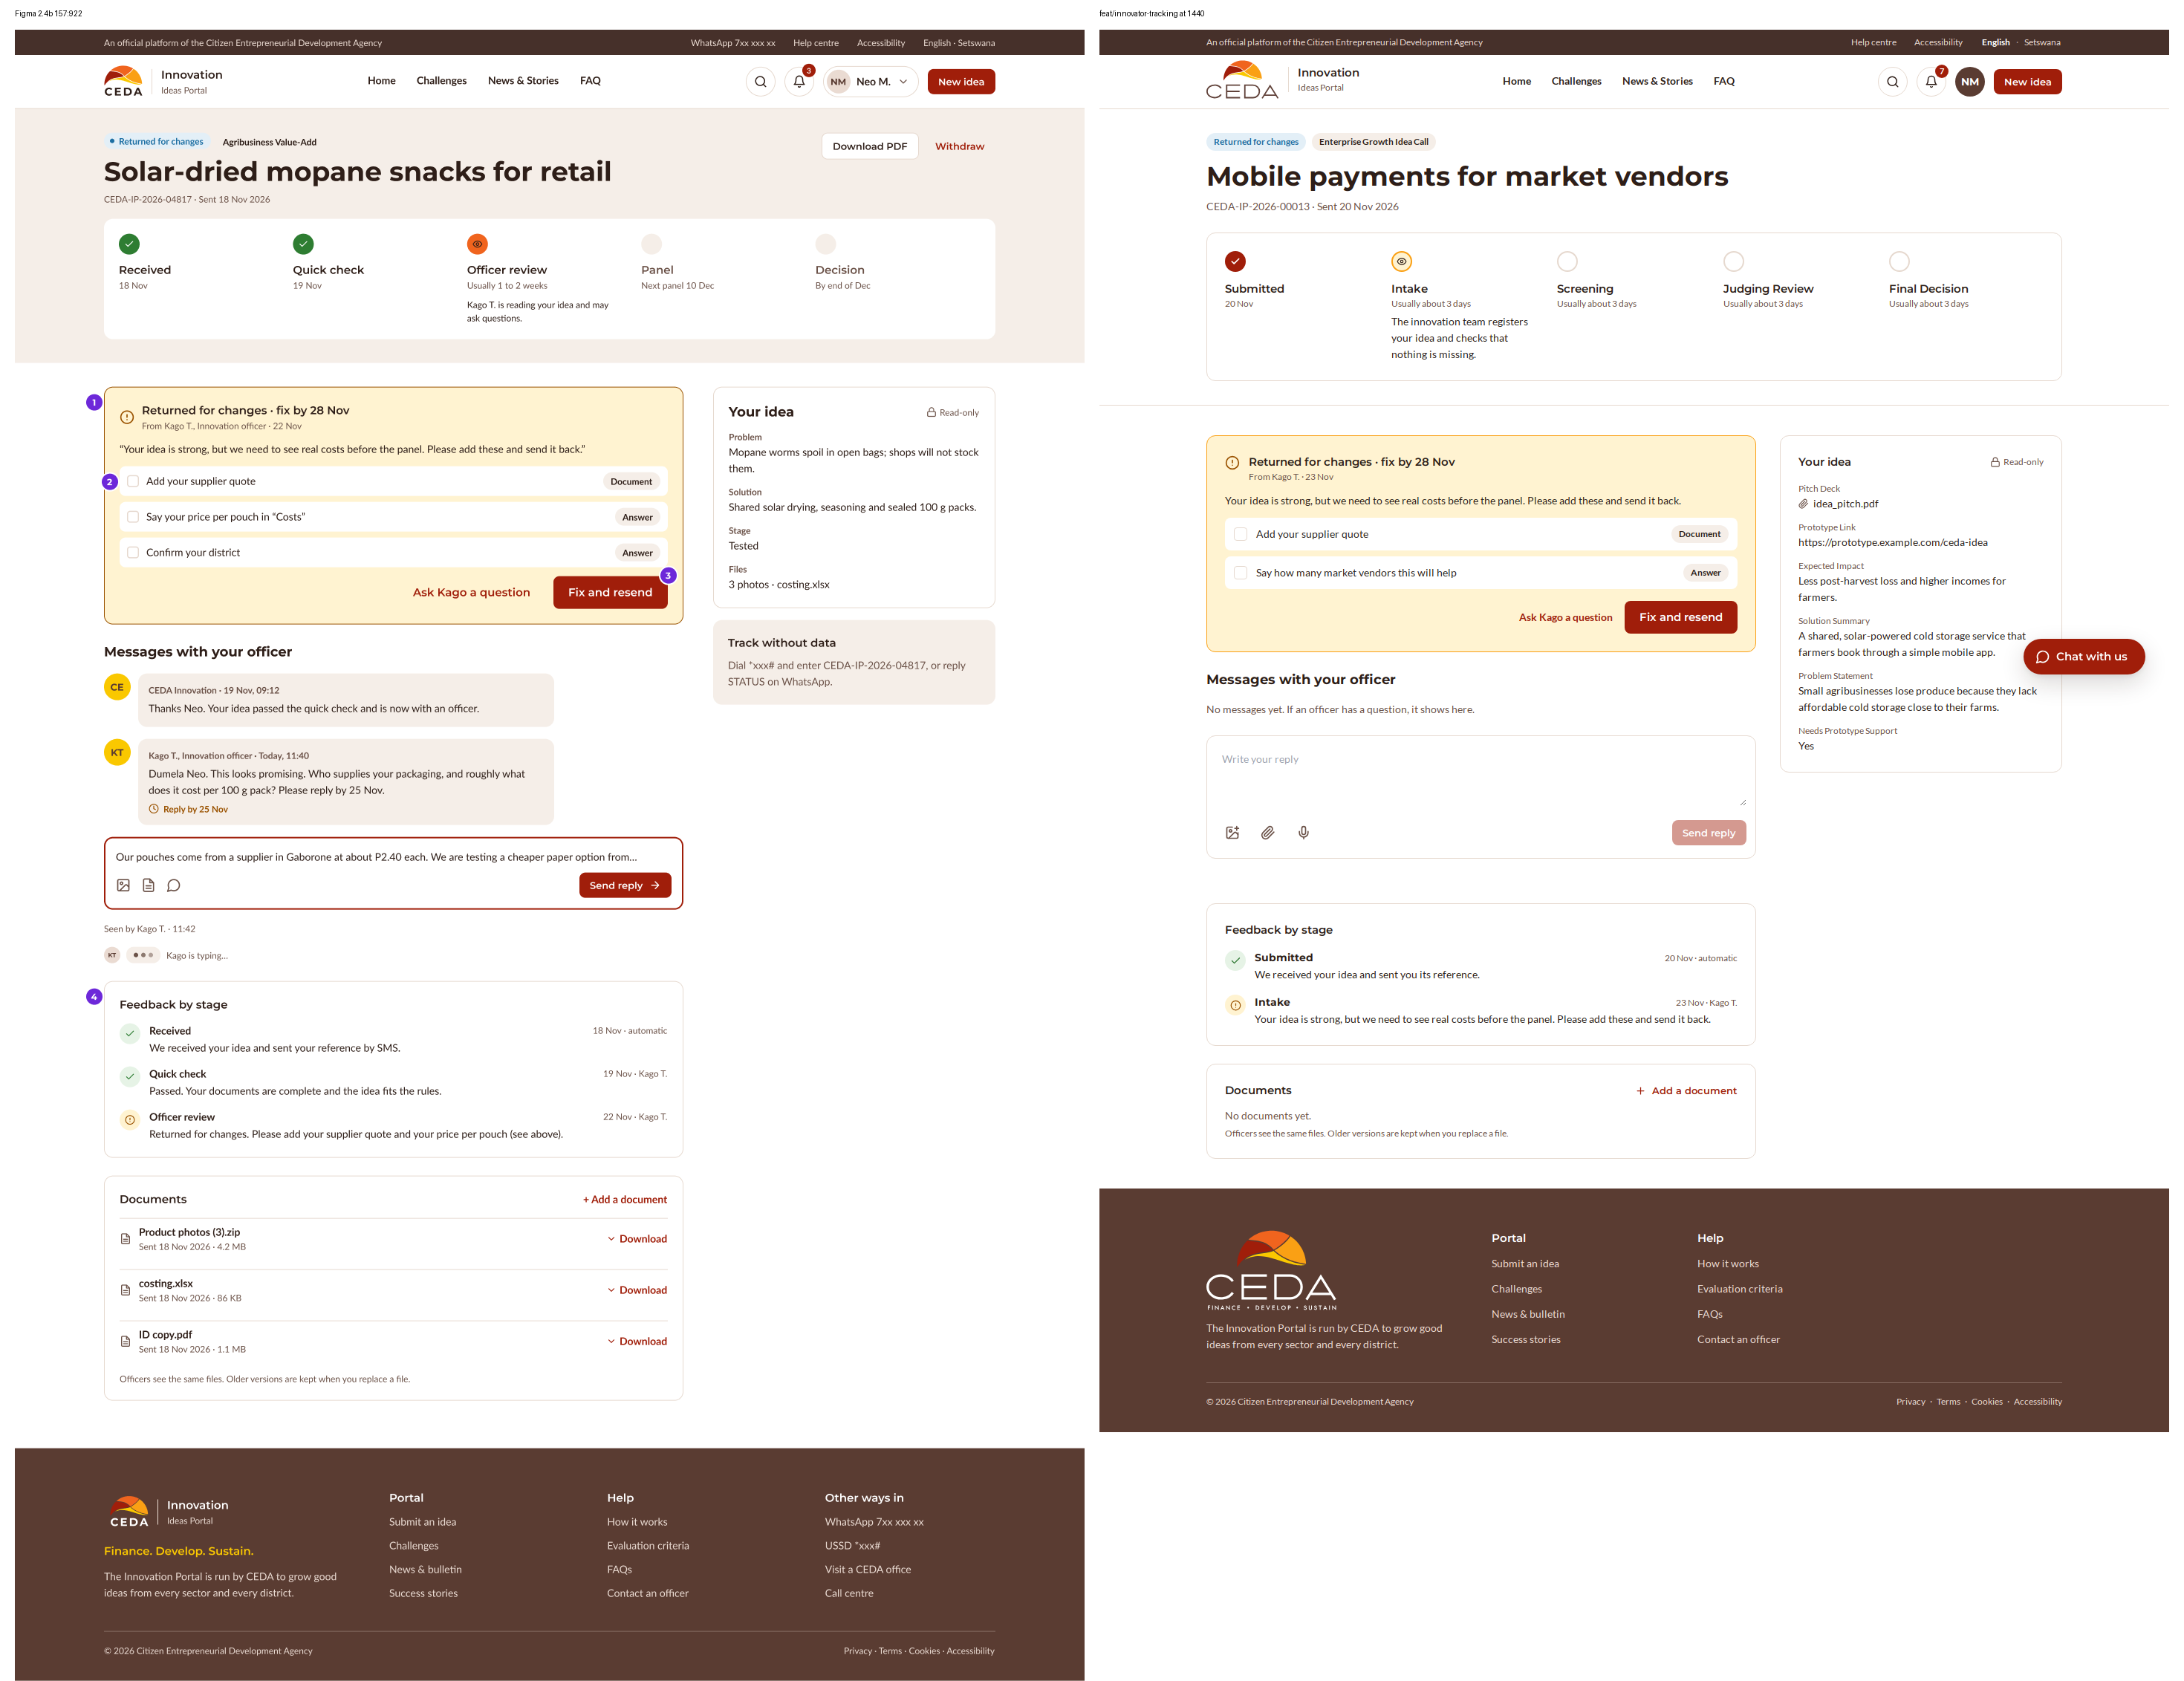 Figma 2.4b 157:922
An official platform of the Citizen Entrepreneurial Development Agency
WhatsApp 7xx xxx xx
Help centre
Accessibility
English · Setswana
CEDA
Innovation
Ideas Portal
Home
Challenges
News & Stories
FAQ
3
NM
Neo M.
New idea
Returned for changes
Agribusiness Value-Add
Download PDF
Withdraw
Solar-dried mopane snacks for retail
CEDA-IP-2026-04817 · Sent 18 Nov 2026
Received
18 Nov
Quick check
19 Nov
Officer review
Usually 1 to 2 weeks
Kago T. is reading your idea and may
ask questions.
Panel
Next panel 10 Dec
Decision
By end of Dec
1
Returned for changes · fix by 28 Nov
From Kago T., Innovation officer · 22 Nov
“Your idea is strong, but we need to see real costs before the panel. Please add these and send it back.”
2
Add your supplier quote
Document
Say your price per pouch in “Costs”
Answer
Confirm your district
Answer
3
Ask Kago a question
Fix and resend
Your idea
Read-only
Problem
Mopane worms spoil in open bags; shops will not stock
them.
Solution
Shared solar drying, seasoning and sealed 100 g packs.
Stage
Tested
Files
3 photos · costing.xlsx
Track without data
Dial *xxx# and enter CEDA-IP-2026-04817, or reply
STATUS on WhatsApp.
Messages with your officer
CE
CEDA Innovation · 19 Nov, 09:12
Thanks Neo. Your idea passed the quick check and is now with an officer.
KT
Kago T., Innovation officer · Today, 11:40
Dumela Neo. This looks promising. Who supplies your packaging, and roughly what
does it cost per 100 g pack? Please reply by 25 Nov.
Reply by 25 Nov
Our pouches come from a supplier in Gaborone at about P2.40 each. We are testing a cheaper paper option from...
Send reply
Seen by Kago T. · 11:42
KT
Kago is typing...
4
Feedback by stage
Received
18 Nov · automatic
We received your idea and sent your reference by SMS.
Quick check
19 Nov · Kago T.
Passed. Your documents are complete and the idea fits the rules.
Officer review
22 Nov · Kago T.
Returned for changes. Please add your supplier quote and your price per pouch (see above).
Documents
+ Add a document
Product photos (3).zip
Sent 18 Nov 2026 · 4.2 MB
Download
costing.xlsx
Sent 18 Nov 2026 · 86 KB
Download
ID copy.pdf
Sent 18 Nov 2026 · 1.1 MB
Download
Officers see the same files. Older versions are kept when you replace a file.
CEDA
Innovation
Ideas Portal
Finance. Develop. Sustain.
The Innovation Portal is run by CEDA to grow good
ideas from every sector and every district.
Portal
Submit an idea
Challenges
News & bulletin
Success stories
Help
How it works
Evaluation criteria
FAQs
Contact an officer
Other ways in
WhatsApp 7xx xxx xx
USSD *xxx#
Visit a CEDA office
Call centre
© 2026 Citizen Entrepreneurial Development Agency
Privacy · Terms · Cookies · Accessibility
feat/innovator-tracking at 1440
An official platform of the Citizen Entrepreneurial Development Agency
Help centre
Accessibility
English · Setswana
CEDA
Innovation
Ideas Portal
Home
Challenges
News & Stories
FAQ
7
NM
New idea
Returned for changes
Enterprise Growth Idea Call
Mobile payments for market vendors
CEDA-IP-2026-00013 · Sent 20 Nov 2026
Submitted
20 Nov
Intake
Usually about 3 days
The innovation team registers
your idea and checks that
nothing is missing.
Screening
Usually about 3 days
Judging Review
Usually about 3 days
Final Decision
Usually about 3 days
Returned for changes · fix by 28 Nov
From Kago T. · 23 Nov
Your idea is strong, but we need to see real costs before the panel. Please add these and send it back.
Add your supplier quote
Document
Say how many market vendors this will help
Answer
Ask Kago a question
Fix and resend
Your idea
Read-only
Pitch Deck
idea_pitch.pdf
Prototype Link
https://prototype.example.com/ceda-idea
Expected Impact
Less post-harvest loss and higher incomes for
farmers.
Solution Summary
A shared, solar-powered cold storage service that
farmers book through a simple mobile app.
Problem Statement
Small agribusinesses lose produce because they lack
affordable cold storage close to their farms.
Needs Prototype Support
Yes
Chat with us
Messages with your officer
No messages yet. If an officer has a question, it shows here.
Write your reply
Send reply
Feedback by stage
Submitted
20 Nov · automatic
We received your idea and sent you its reference.
Intake
23 Nov · Kago T.
Your idea is strong, but we need to see real costs before the panel. Please add these and send it back.
Documents
+ Add a document
No documents yet.
Officers see the same files. Older versions are kept when you replace a file.
CEDA
FINANCE • DEVELOP • SUSTAIN
The Innovation Portal is run by CEDA to grow good
ideas from every sector and every district.
Portal
Submit an idea
Challenges
News & bulletin
Success stories
Help
How it works
Evaluation criteria
FAQs
Contact an officer
© 2026 Citizen Entrepreneurial Development Agency
Privacy · Terms · Cookies · Accessibility